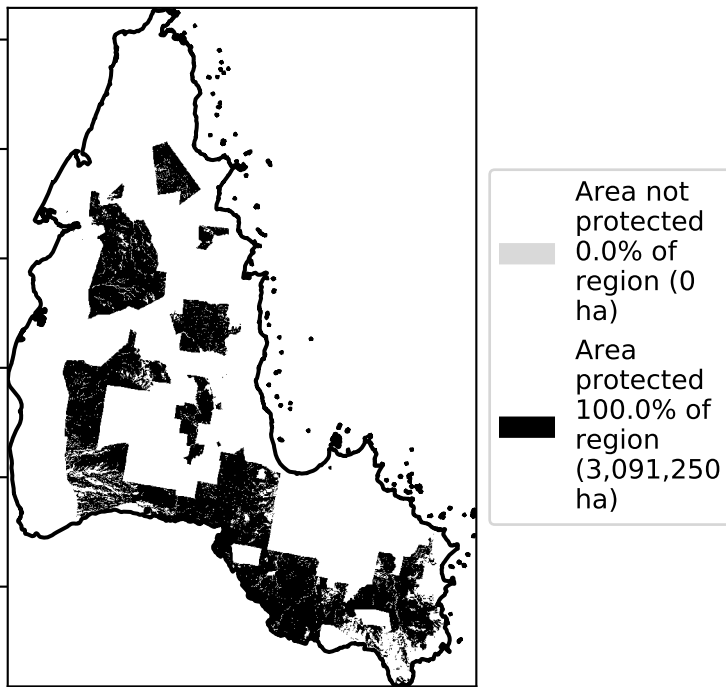 Area not
protected
0.0% of
region (0
ha)
Area
protected
100.0% of
region
(3,091,250
ha)